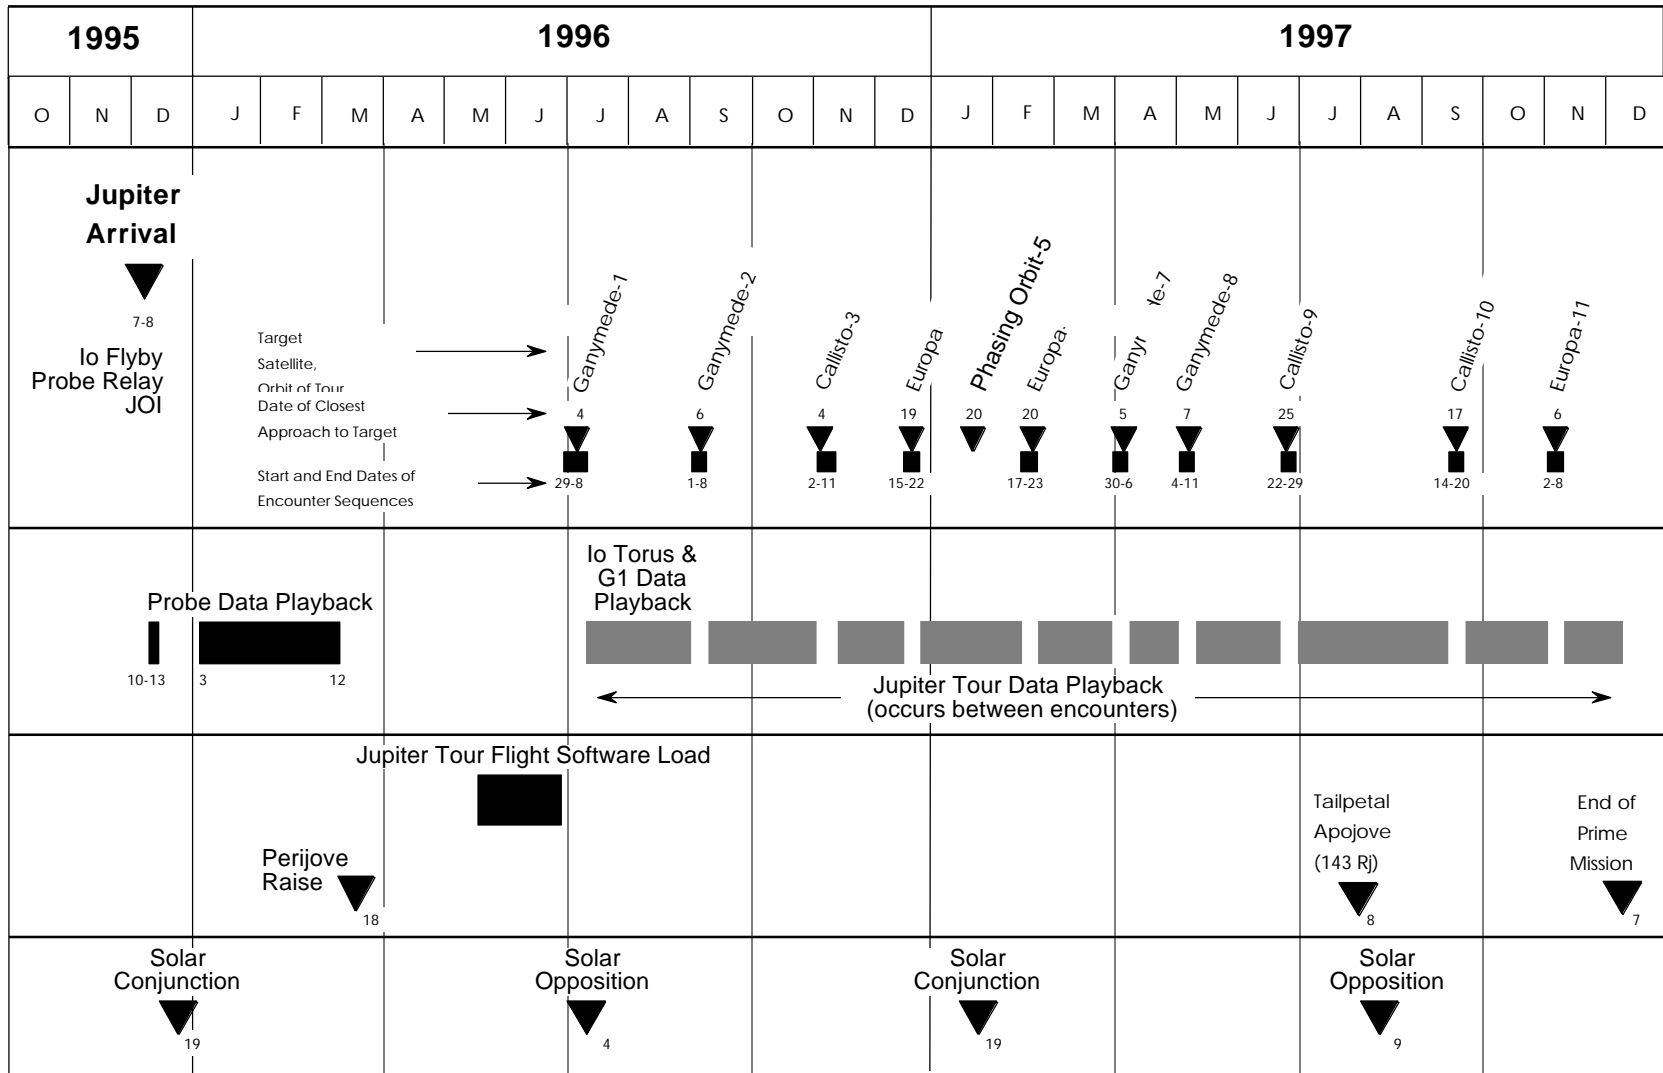 1995
1996
1997
O N D J F M A M J J A S O N D J F M A M J J A S O N D
Jupiter
Arrival
7-8
Io Flyby
Probe Relay
JOI
Target
Satellite,
Orbit of Tour
Date of Closest
Approach to Target
Start and End Dates of
Encounter Sequences
Ganymede-1
Ganymede-2
Callisto-3
Europa
Phasing Orbit-5
Europa
Ganymede-8
Callisto-9
Callisto-10
Europa-11
4 6 4 19 20 20 5 7 25 17 6
29-8 1-8 2-11 15-22 17-23 30-6 4-11 22-29 14-20 2-8
Io Torus &
G1 Data
Playback
Probe Data Playback
10-13 3 12
Jupiter Tour Data Playback
(occurs between encounters)
Jupiter Tour Flight Software Load
Perijove
Raise
18
Tailpetal
Apojove
(143 Rj)
8
End of
Prime
Mission
7
Solar
Conjunction
19
Solar
Opposition
4
Solar
Conjunction
19
Solar
Opposition
9